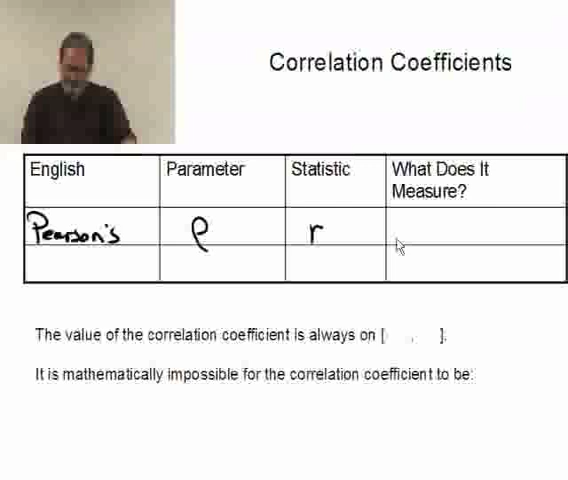 Correlation Coefficients
English Parameter Statistic What Does It
Measure?
Pearson's ρ r
The value of the correlation coefficient is always on [ , ].
It is mathematically impossible for the correlation coefficient to be: